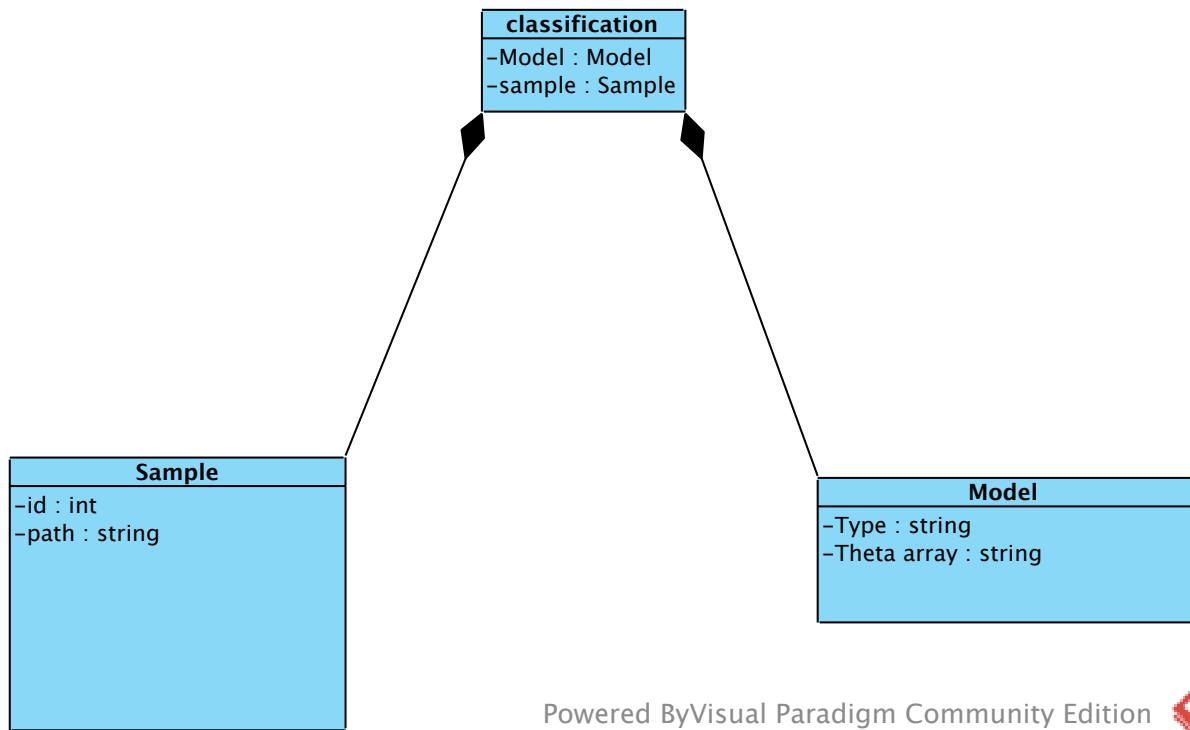 classification
-Model : Model
-sample : Sample
Sample
-id : int
-path : string
Model
-Type : string
-Theta array : string
Powered ByVisual Paradigm Community Edition